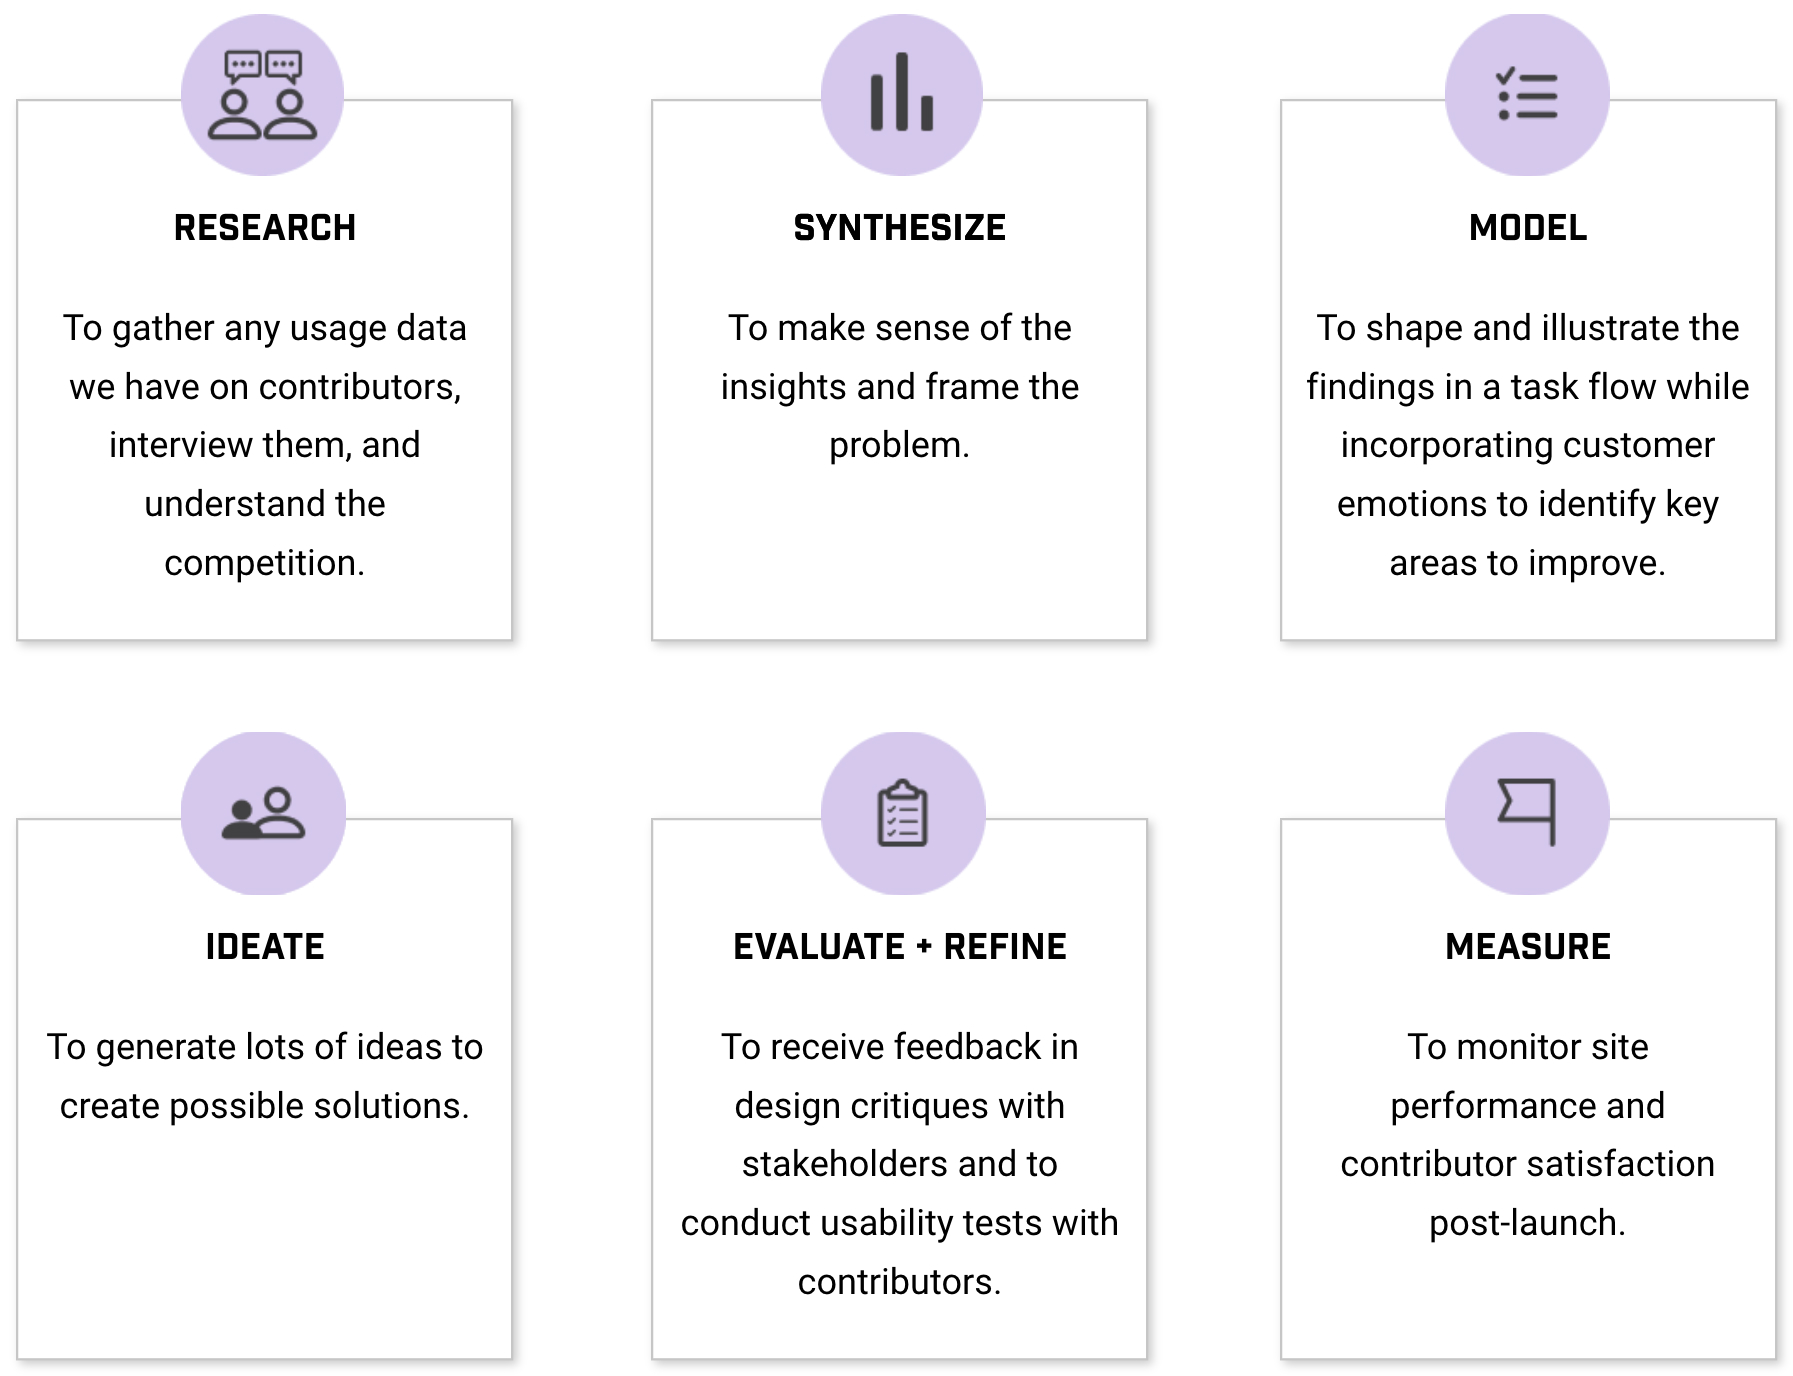 RESEARCH
To gather any usage data
we have on contributors,
interview them, and
understand the
competition.
SYNTHESIZE
To make sense of the
insights and frame the
problem.
MODEL
To shape and illustrate the
findings in a task flow while
incorporating customer
emotions to identify key
areas to improve.
IDEATE
To generate lots of ideas to
create possible solutions.
EVALUATE + REFINE
To receive feedback in
design critiques with
stakeholders and to
conduct usability tests with
contributors.
MEASURE
To monitor site
performance and
contributor satisfaction
post-launch.